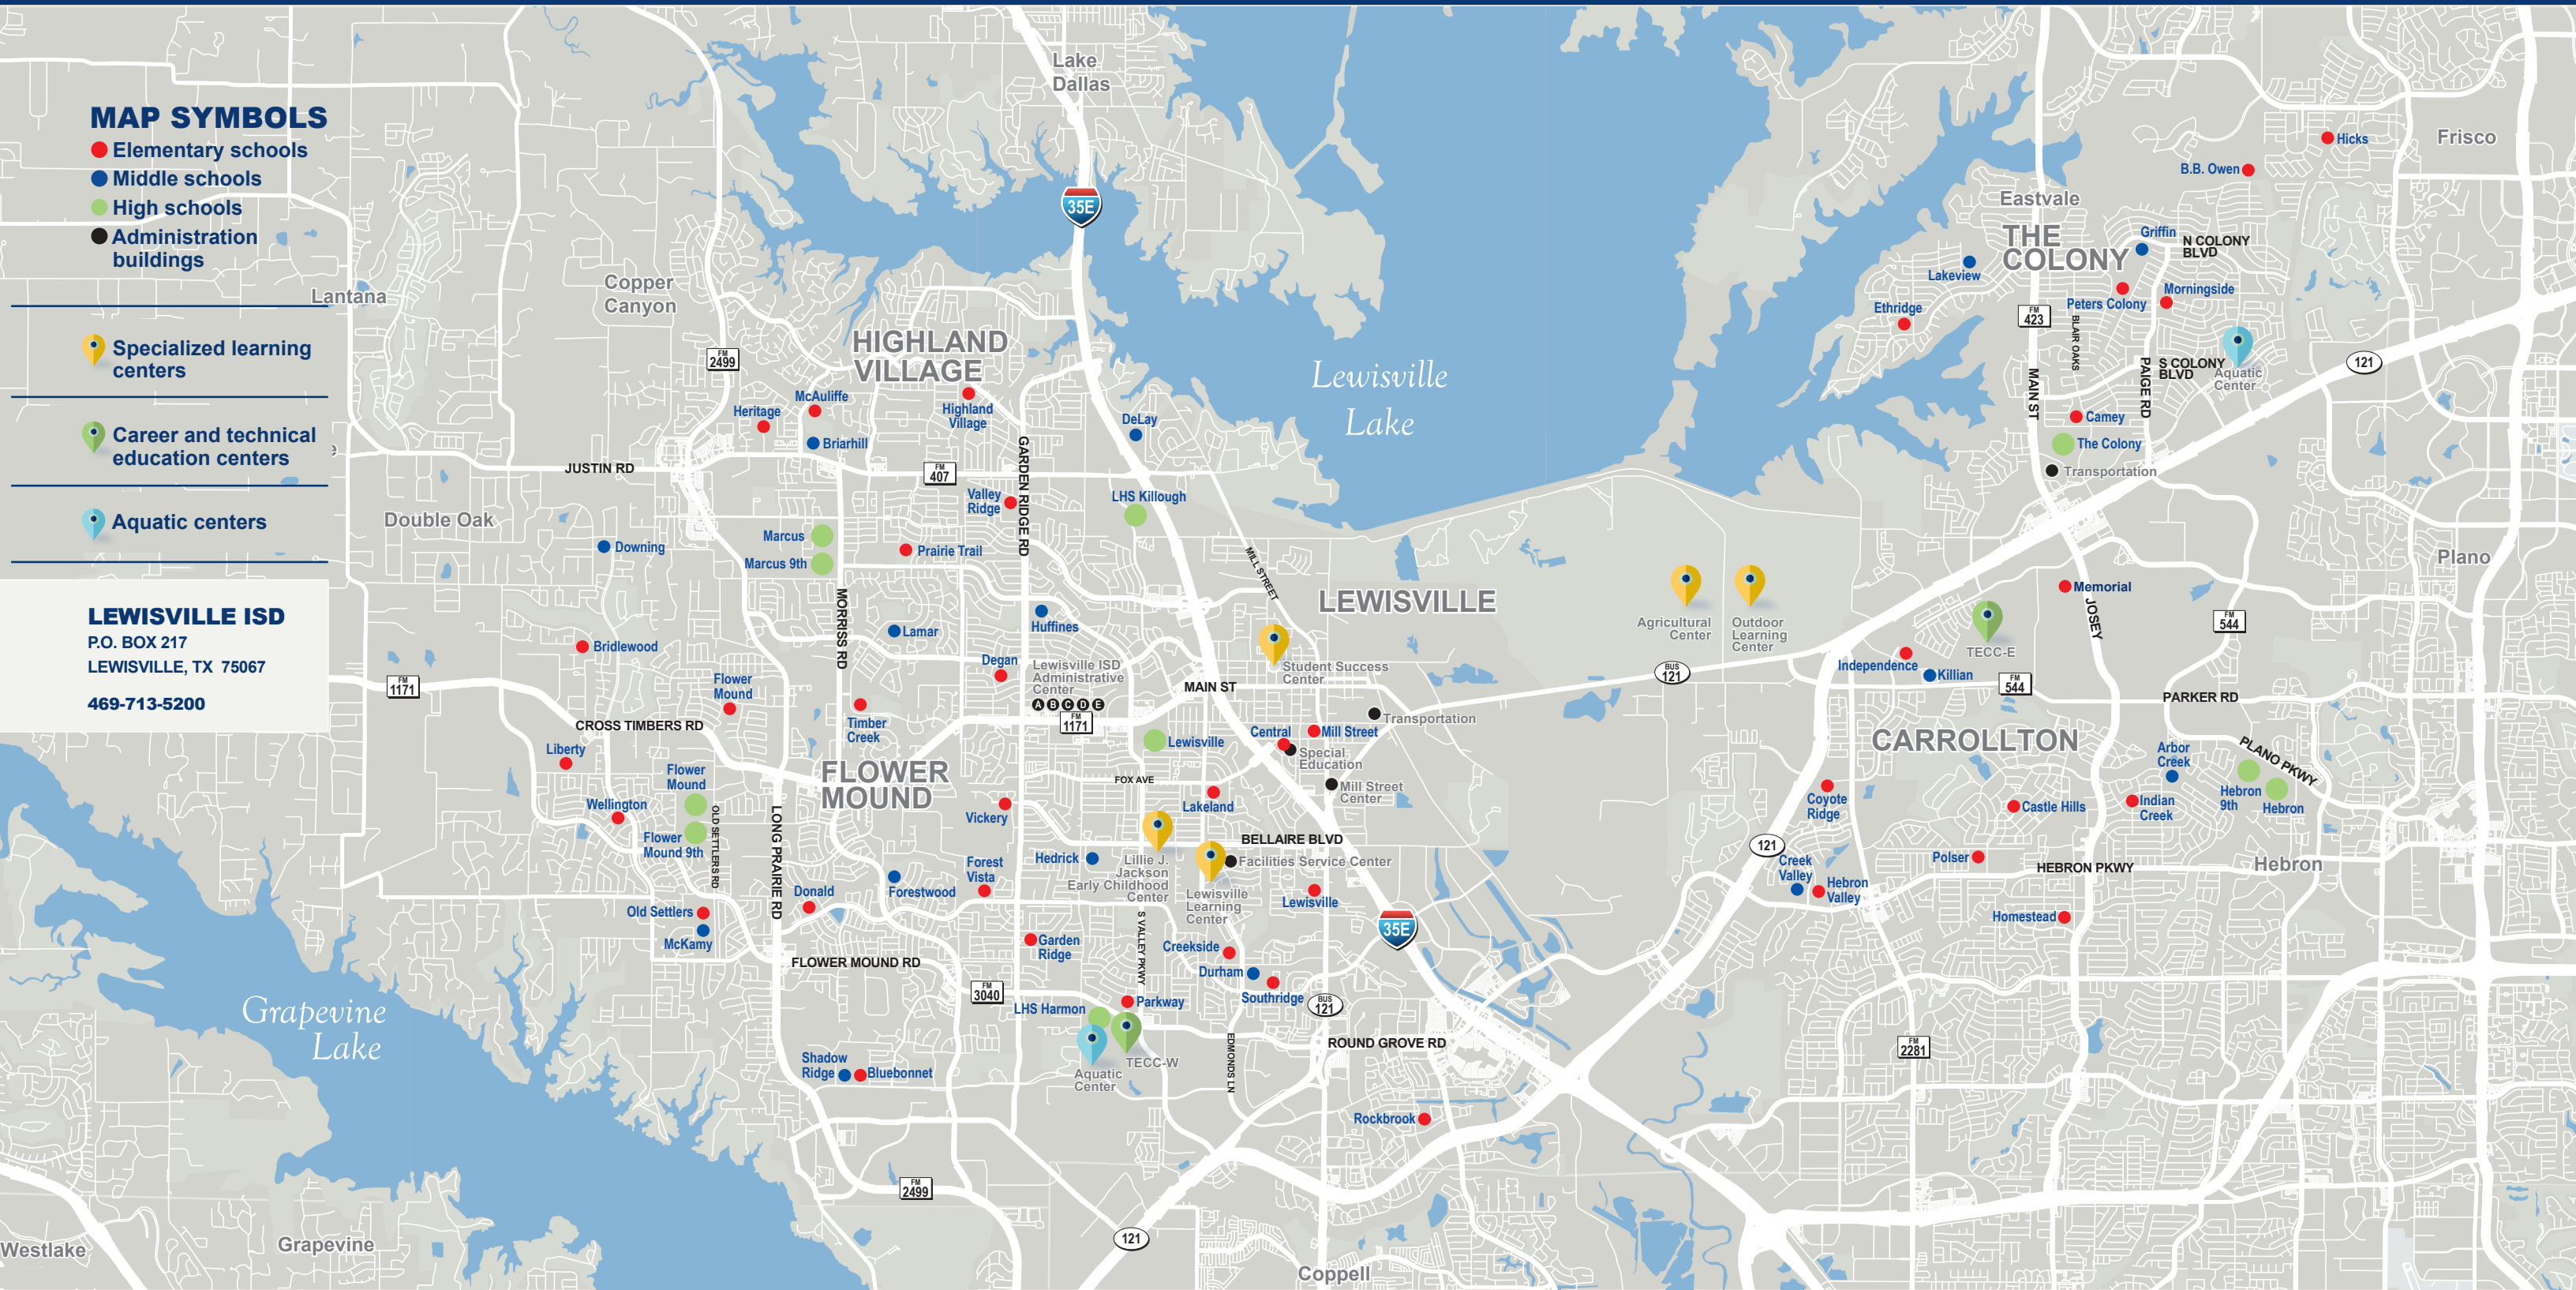 MAP SYMBOLS
Elementary schools
Middle schools
High schools
Administration
buildings
Specialized learning
centers
Career and technical
education centers
Aquatic centers
LEWISVILLE ISD
P.O. BOX 217
LEWISVILLE, TX 75067
469-713-5200
Lake
Dallas
35E
Lantana
Copper
Canyon
FM
2499
HIGHLAND
VILLAGE
McAuliffe
Heritage
Briarhill
Highland
Village
DeLay
GARDEN RIDGE RD
JUSTIN RD
FM
407
Valley
Ridge
LHS Killough
Double Oak
Downing
Marcus
Marcus 9th
Prairie Trail
MILL STREET
MORRISS RD
Lewisville
Lake
LEWISVILLE
Huffines
Lamar
Bridlewood
Degan
Lewisville ISD
Administrative
Center
A B C D E
FM
1171
FM
1171
Student Success
Center
MAIN ST
Flower
Mound
CROSS TIMBERS RD
Timber
Creek
Liberty
Lewisville
Central
Mill Street
Transportation
Special
Education
Mill Street
Center
FLOWER
MOUND
FOX AVE
Flower
Mound
Wellington
Flower
Mound 9th
OLD SETTLERS RD
LONG PRAIRIE RD
Vickery
Lakeland
BELLAIRE BLVD
Facilities Service Center
Hedrick
Lillie J.
Jackson
Early Childhood
Center
Lewisville
Learning
Center
Lewisville
Forest
Vista
Forestwood
Donald
Old Settlers
McKamy
35E
Garden
Ridge
S VALLEY PKWY
Creekside
Durham
Southridge
BUS
121
FLOWER MOUND RD
FM
3040
LHS Harmon
Parkway
TECC-W
Aquatic
Center
EDMONDS LN
ROUND GROVE RD
Shadow
Ridge
Bluebonnet
Rockbrook
Grapevine
Lake
FM
2499
121
Westlake
Grapevine
Coppell
Hicks
Frisco
B.B. Owen
Eastvale
THE
COLONY
Griffin
N COLONY
BLVD
Lakeview
Peters Colony
Morningside
Ethridge
FM
423
BLAIR OAKS
MAIN ST
PAIGE RD
S COLONY
BLVD
Aquatic
Center
121
Camey
The Colony
Transportation
Plano
Agricultural
Center
Outdoor
Learning
Center
TECC-E
Memorial
JOSEY
FM
544
BUS
121
Independence
Killian
FM
544
PARKER RD
CARROLLTON
Arbor
Creek
PLANO PKWY
Coyote
Ridge
Castle Hills
Indian
Creek
Hebron
9th
Hebron
121
Creek
Valley
Hebron
Valley
Polser
HEBRON PKWY
Hebron
Homestead
FM
2281